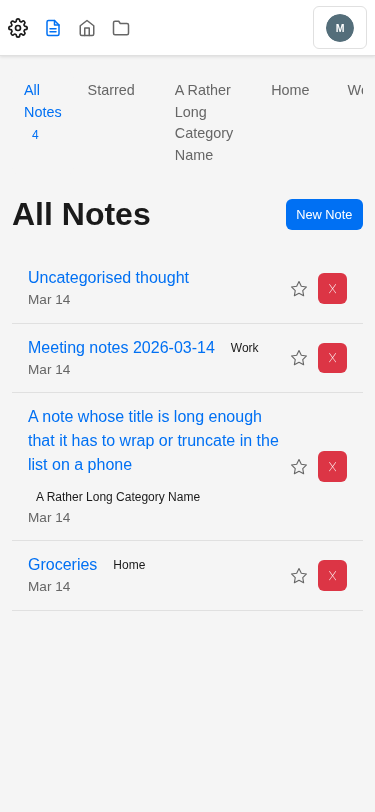 M
All Notes 4
Starred
A Rather Long Category Name
Home
All Notes
New Note
Uncategorised thought
Mar 14
X
Meeting notes 2026-03-14 Work
Mar 14
X
A note whose title is long enough
that it has to wrap or truncate in the
list on a phone
A Rather Long Category Name
Mar 14
X
Groceries Home
Mar 14
X